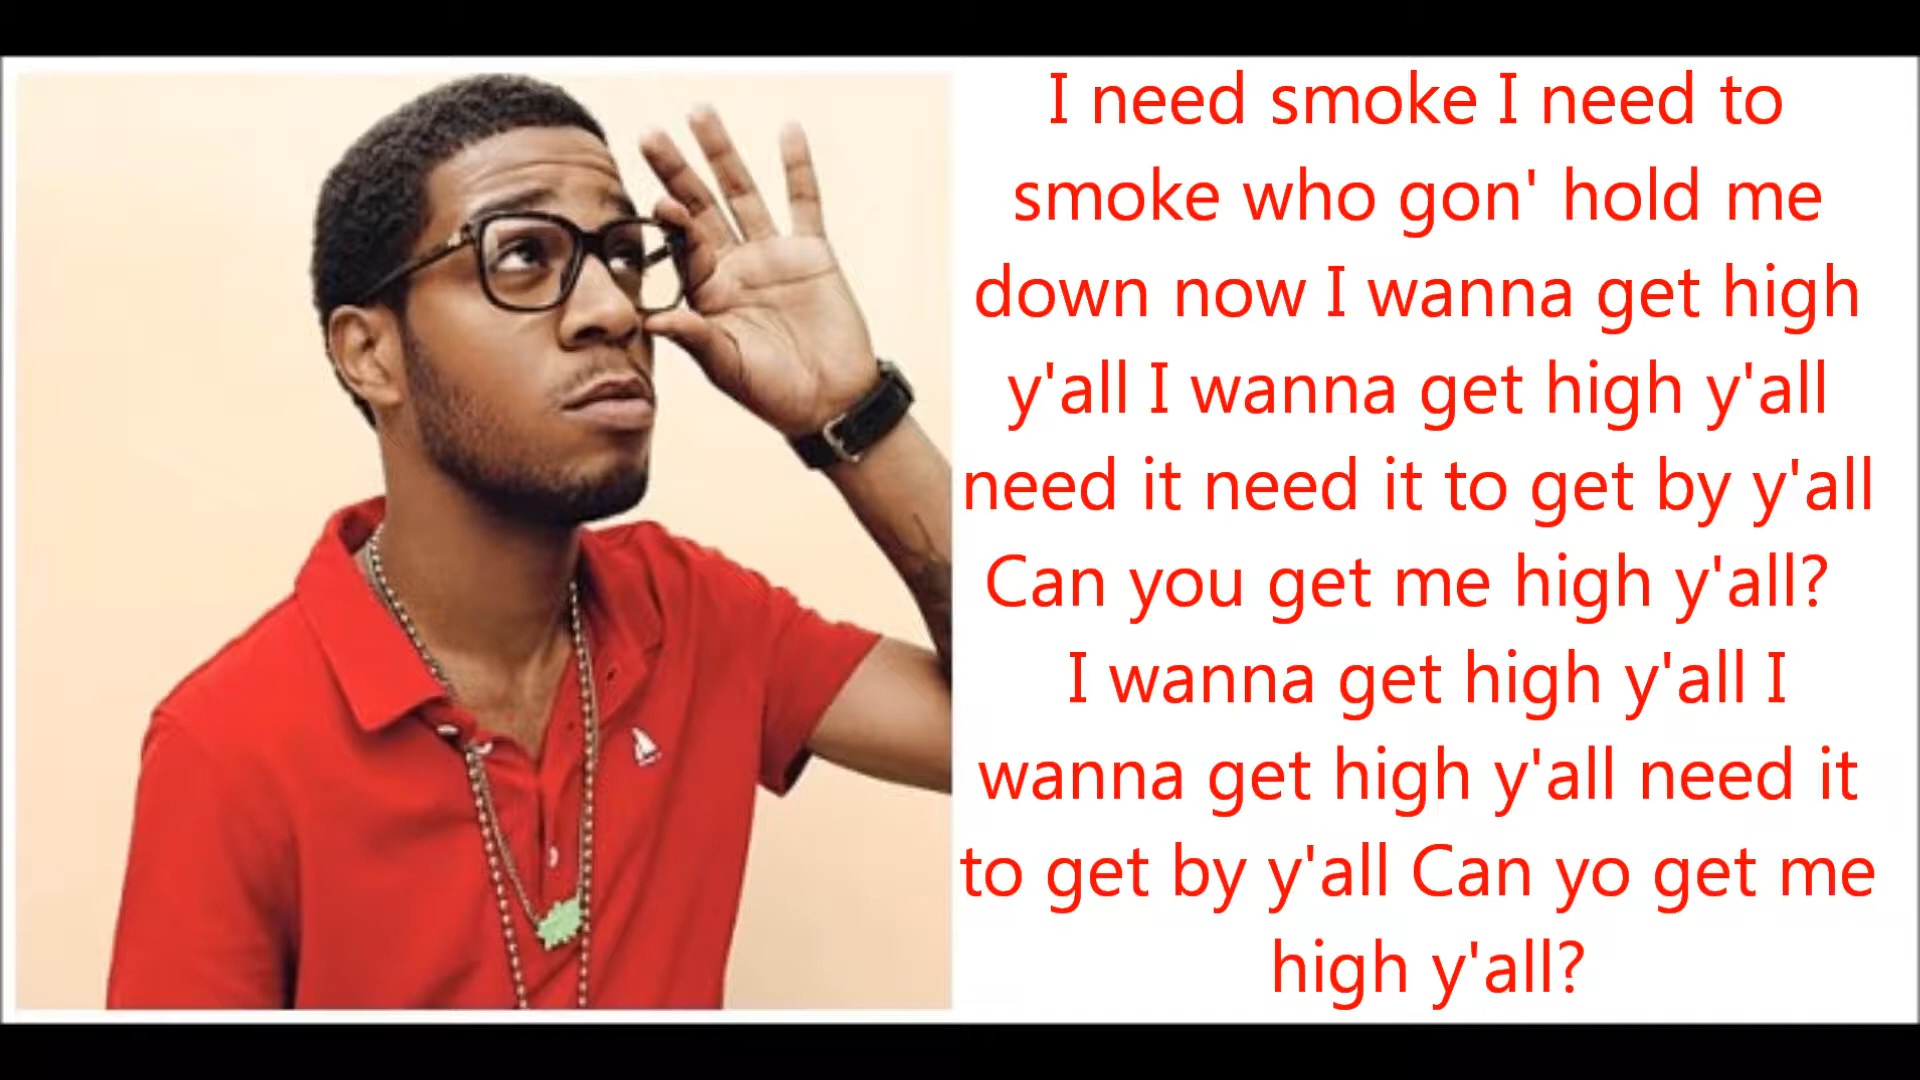 I need smoke I need to
smoke who gon' hold me
down now I wanna get high
y'all I wanna get high y'all
need it need it to get by y'all
Can you get me high y'all?
I wanna get high y'all I
wanna get high y'all need it
to get by y'all Can yo get me
high y'all?